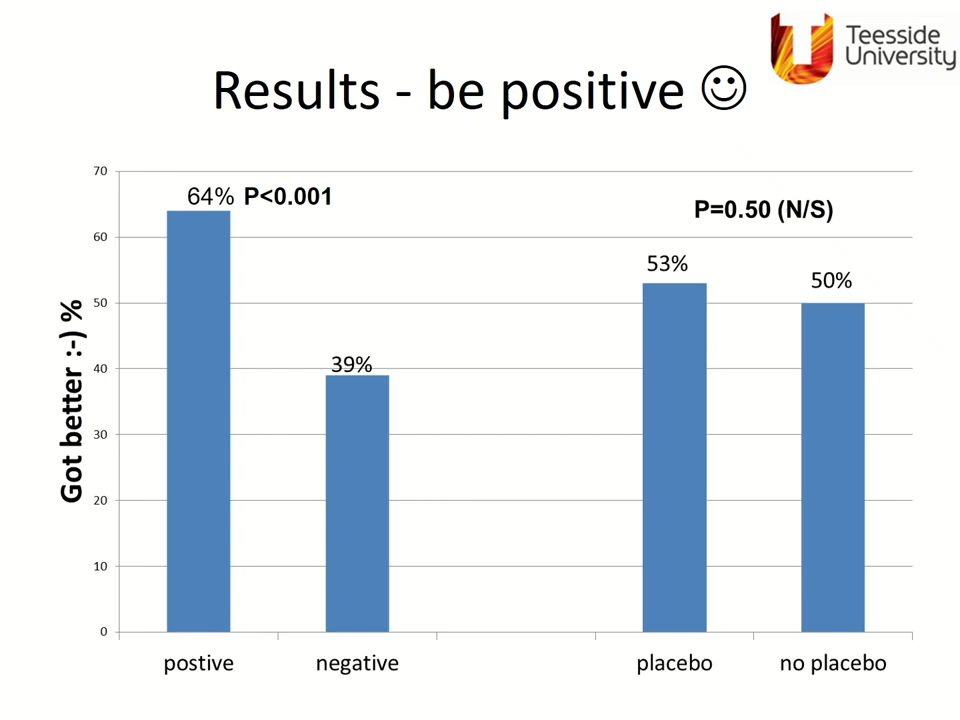 Teesside
University
Results - be positive ☺
Got better :-) %
70
60
50
40
30
20
10
0
64% P<0.001
39%
P=0.50 (N/S)
53%
50%
postive negative placebo no placebo